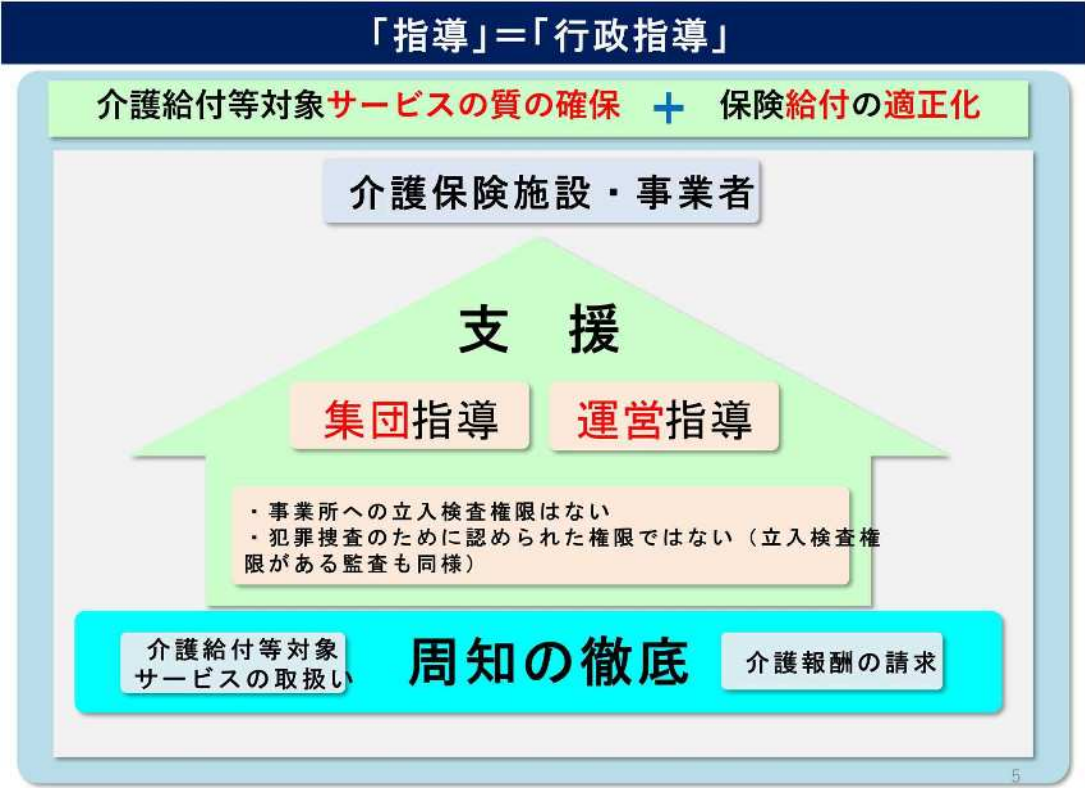 「指導」＝「行政指導」
介護給付等対象サービスの質の確保 ＋ 保険給付の適正化
介護保険施設・事業者
支　援
集団指導
運営指導
・事業所への立入検査権限はない
・犯罪捜査のために認められた権限ではない（立入検査権
限がある監査も同様）
介護給付等対象
サービスの取扱い
周知の徹底
介護報酬の請求
5